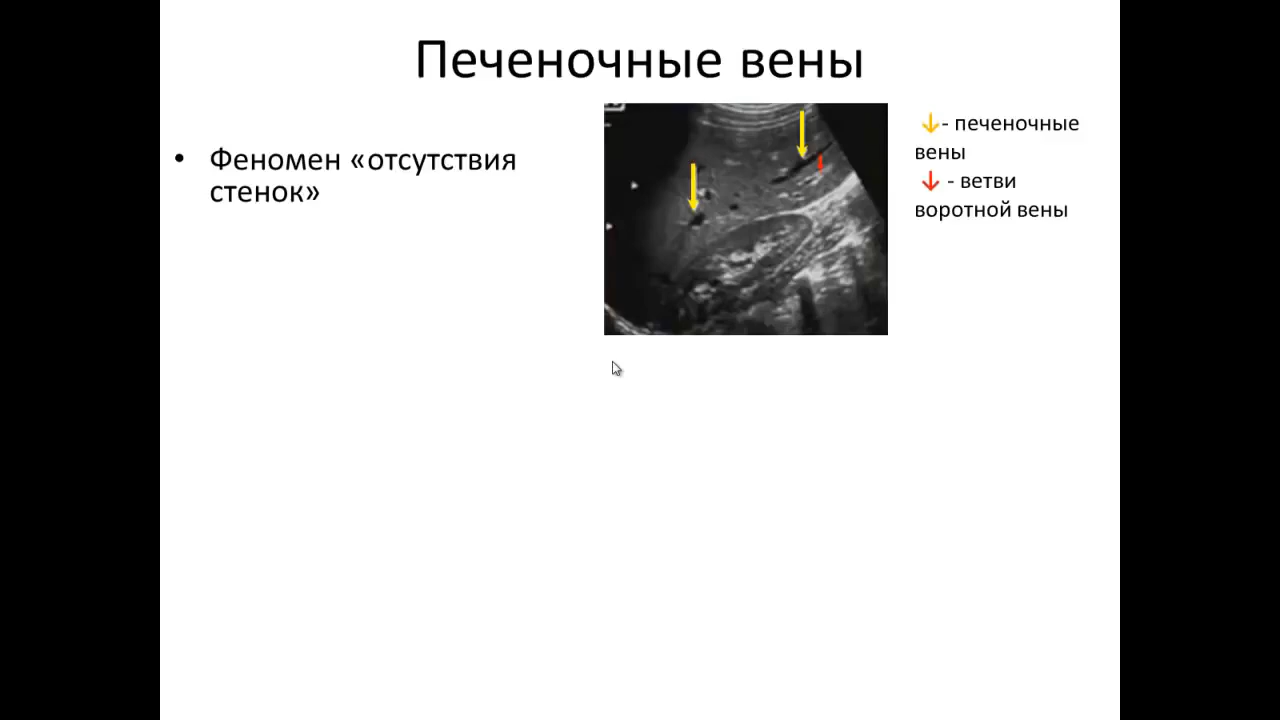 Печеночные вены
• Феномен «отсутствия
стенок»
↓- печеночные
вены
↓ - ветви
воротной вены